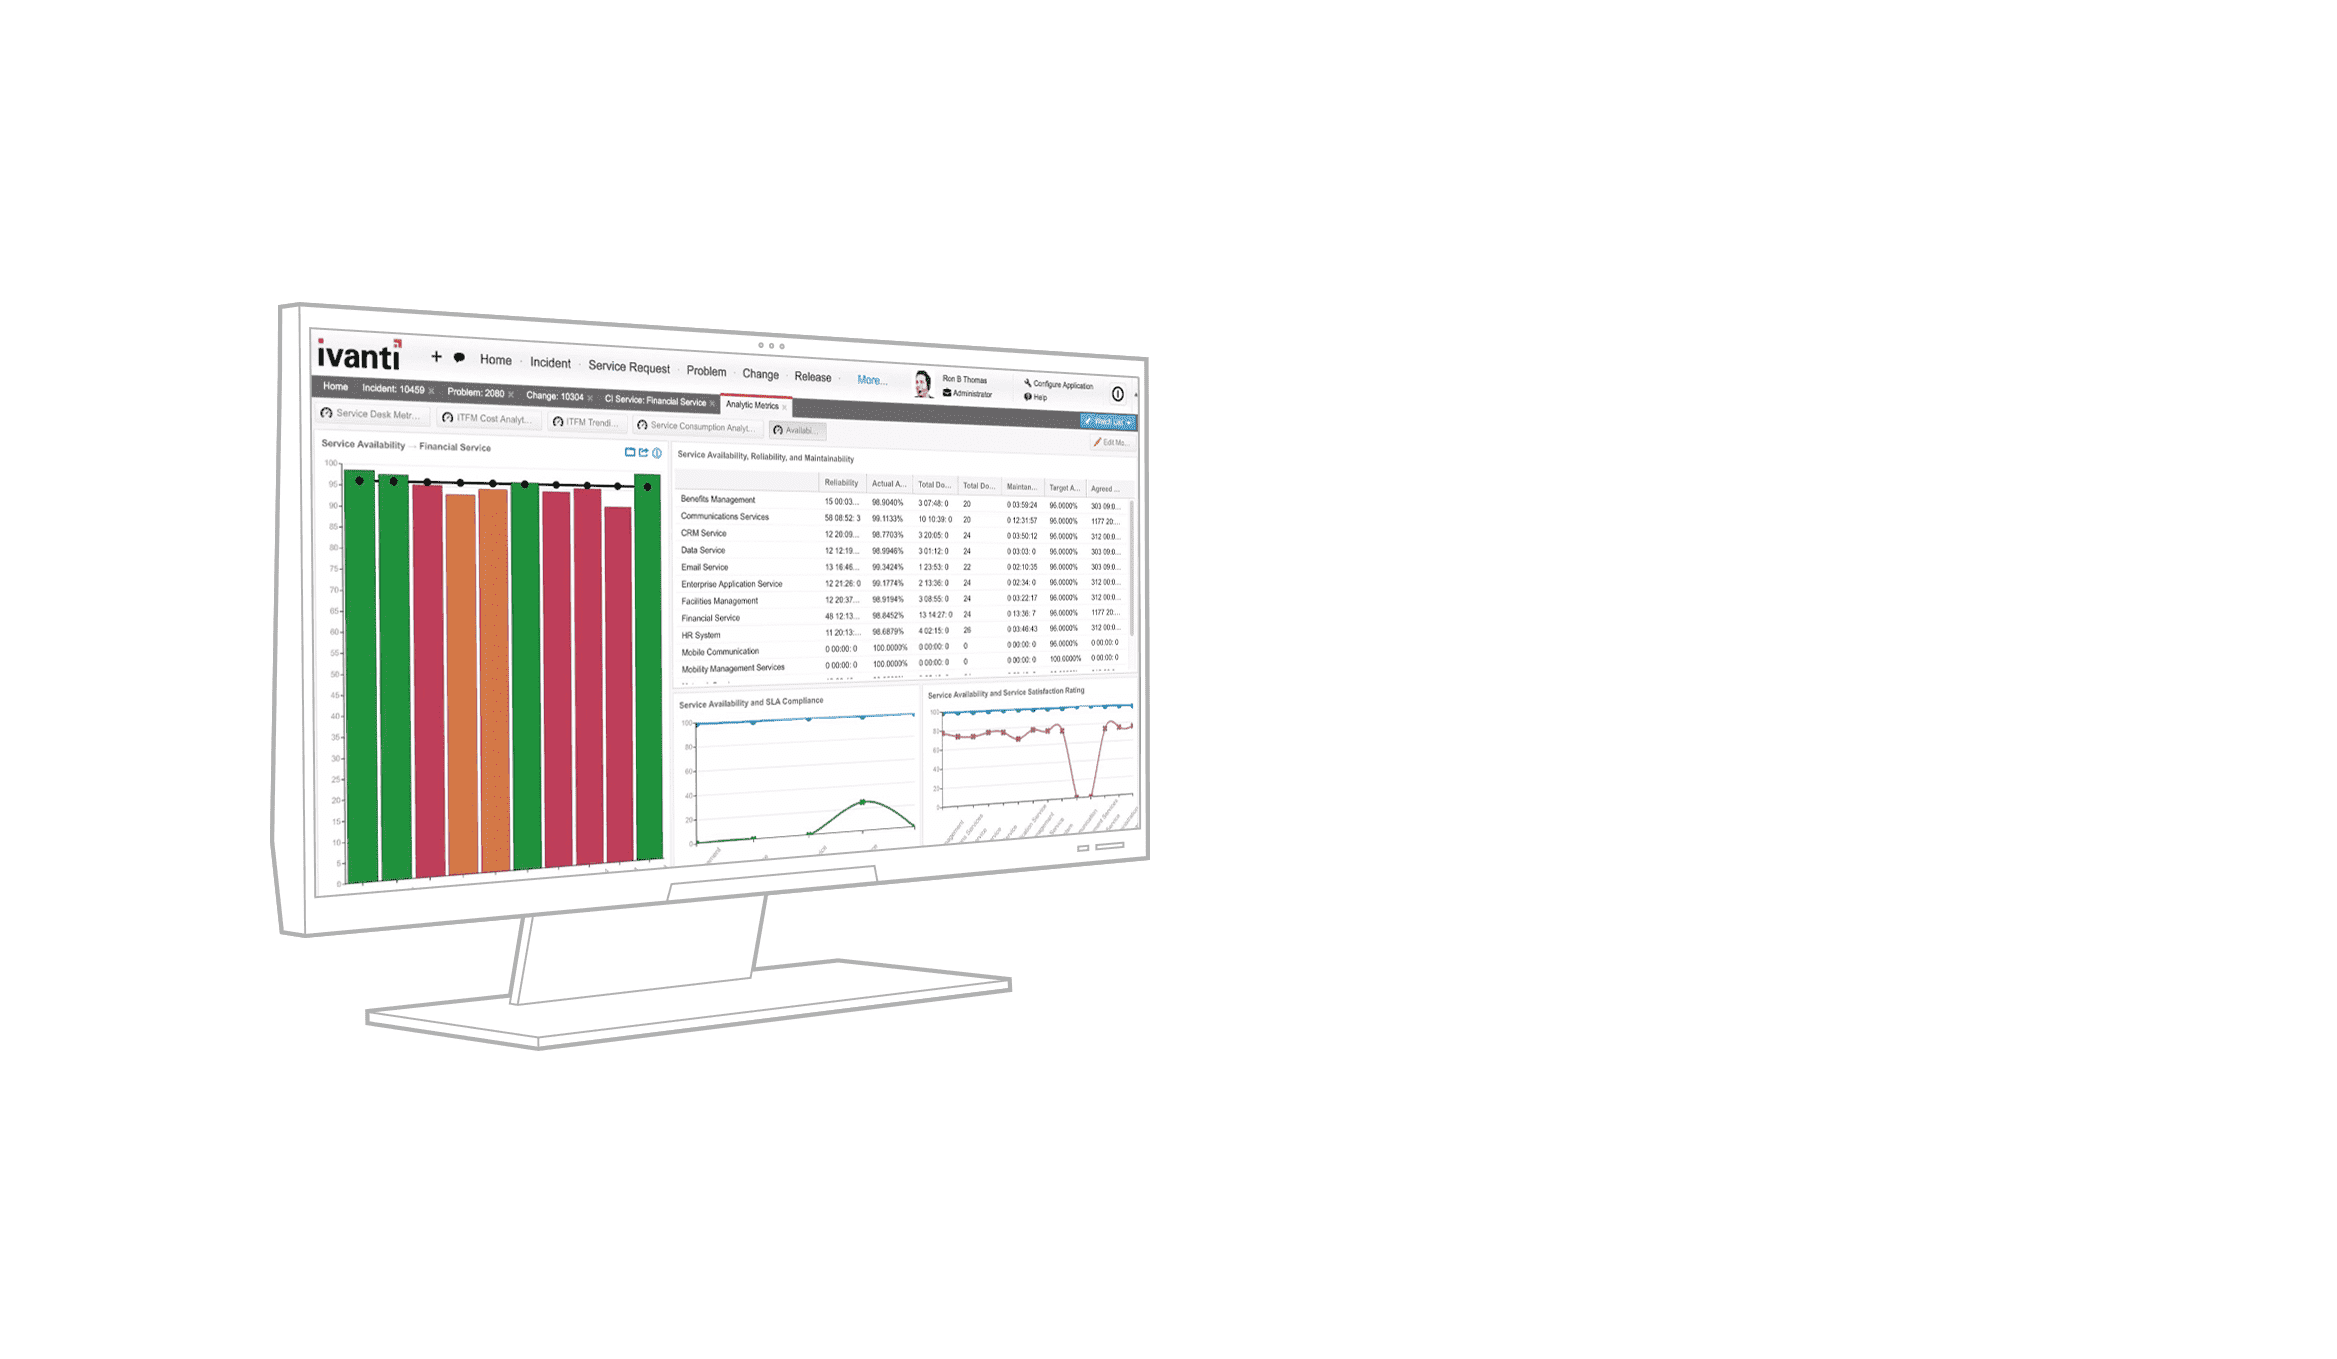 ivanti
+ Home Incident Service Request Problem Change Release More...
Ron B Thomas
Administrator
Configure Application
Help
Home Incident: 10459 × Problem: 2080 × Change: 10304 × CI Service: Financial Service × Analytic Metrics ×
Watch List
Service Desk Metr... ITFM Cost Analyt... ITFM Trendi... Service Consumption Analyt... Availabi...
Edit Me...
Service Availability → Financial Service
100
95
90
85
80
75
70
65
60
55
50
45
40
35
30
25
20
15
10
5
0
Service Availability, Reliability, and Maintainability
Reliability Actual A... Total Do... Total Do... Maintan... Target A... Agreed ...
Benefits Management 15 00:03... 98.9040% 3 07:48: 0 20 0 03:59:24 96.0000% 303 09:0...
Communications Services 58 08:52: 3 99.1133% 10 10:39: 0 20 0 12:31:57 96.0000% 1177 20:...
CRM Service 12 20:09... 98.7703% 3 20:05: 0 24 0 03:50:12 96.0000% 312 00:0...
Data Service 12 12:19... 98.9946% 3 01:12: 0 24 0 03:03: 0 96.0000% 303 09:0...
Email Service 13 16:46... 99.3424% 1 23:53: 0 22 0 02:10:35 96.0000% 303 09:0...
Enterprise Application Service 12 21:26: 0 99.1774% 2 13:36: 0 24 0 02:34: 0 96.0000% 312 00:0...
Facilities Management 12 20:37... 98.9194% 3 08:55: 0 24 0 03:22:17 96.0000% 312 00:0...
Financial Service 48 12:13... 98.8452% 13 14:27: 0 24 0 13:36: 7 96.0000% 1177 20:...
HR System 11 20:13:... 98.6879% 4 02:15: 0 26 0 03:46:43 96.0000% 312 00:0...
Mobile Communication 0 00:00: 0 100.0000% 0 00:00: 0 0 0 00:00: 0 96.0000% 0 00:00: 0
Mobility Management Services 0 00:00: 0 100.0000% 0 00:00: 0 0 0 00:00: 0 100.0000% 0 00:00: 0
Service Availability and SLA Compliance
100
80
60
40
20
0
Service Availability and Service Satisfaction Rating
100
80
60
40
20
0